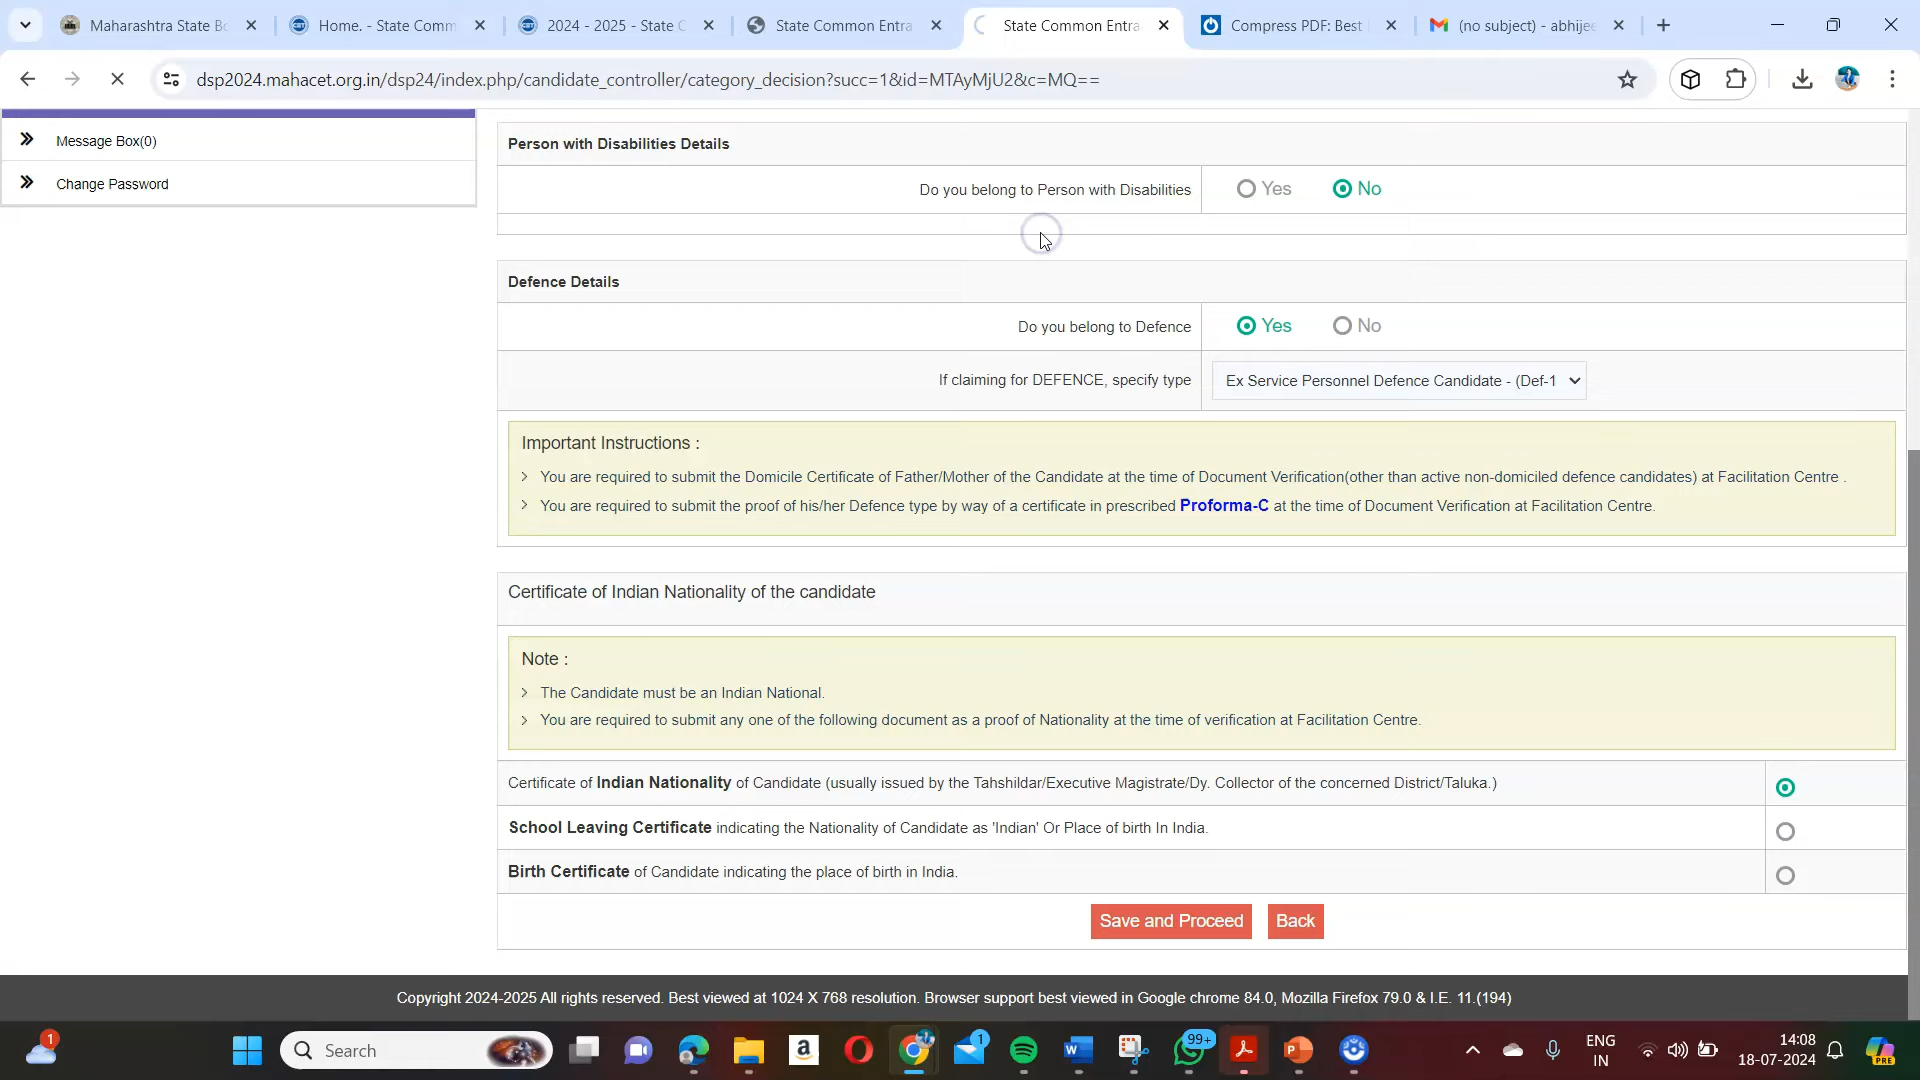 Maharashtra State Bo
Home. - State Comm
2024 - 2025 - State C
State Common Entra
State Common Entra
Compress PDF: Best
(no subject) - abhijee
dsp2024.mahacet.org.in/dsp24/index.php/candidate_controller/category_decision?succ=1&id=MTAyMjU2&c=MQ==
Message Box(0)
Change Password
Person with Disabilities Details
Do you belong to Person with Disabilities Yes No
Defence Details
Do you belong to Defence Yes No
If claiming for DEFENCE, specify type Ex Service Personnel Defence Candidate - (Def-1
Important Instructions :
You are required to submit the Domicile Certificate of Father/Mother of the Candidate at the time of Document Verification(other than active non-domiciled defence candidates) at Facilitation Centre .
You are required to submit the proof of his/her Defence type by way of a certificate in prescribed Proforma-C at the time of Document Verification at Facilitation Centre.
Certificate of Indian Nationality of the candidate
Note :
The Candidate must be an Indian National.
You are required to submit any one of the following document as a proof of Nationality at the time of verification at Facilitation Centre.
Certificate of Indian Nationality of Candidate (usually issued by the Tahshildar/Executive Magistrate/Dy. Collector of the concerned District/Taluka.)
School Leaving Certificate indicating the Nationality of Candidate as 'Indian' Or Place of birth In India.
Birth Certificate of Candidate indicating the place of birth in India.
Save and Proceed Back
Copyright 2024-2025 All rights reserved. Best viewed at 1024 X 768 resolution. Browser support best viewed in Google chrome 84.0, Mozilla Firefox 79.0 & I.E. 11.(194)
1
Search
1
99+
ENG
IN
14:08
18-07-2024
PRE